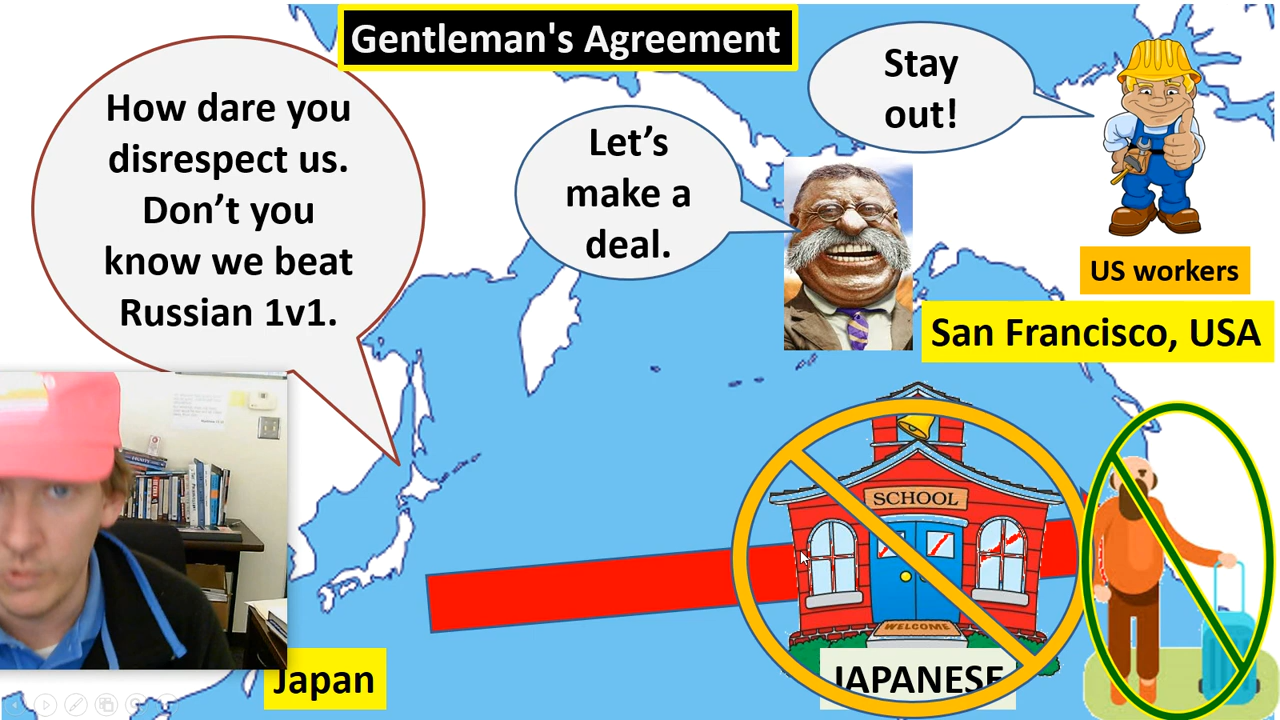 Gentleman's Agreement
How dare you
disrespect us.
Don't you
know we beat
Russian 1v1.
Let's
make a
deal.
Stay
out!
US workers
San Francisco, USA
SCHOOL
WELCOME
JAPANESE
Japan